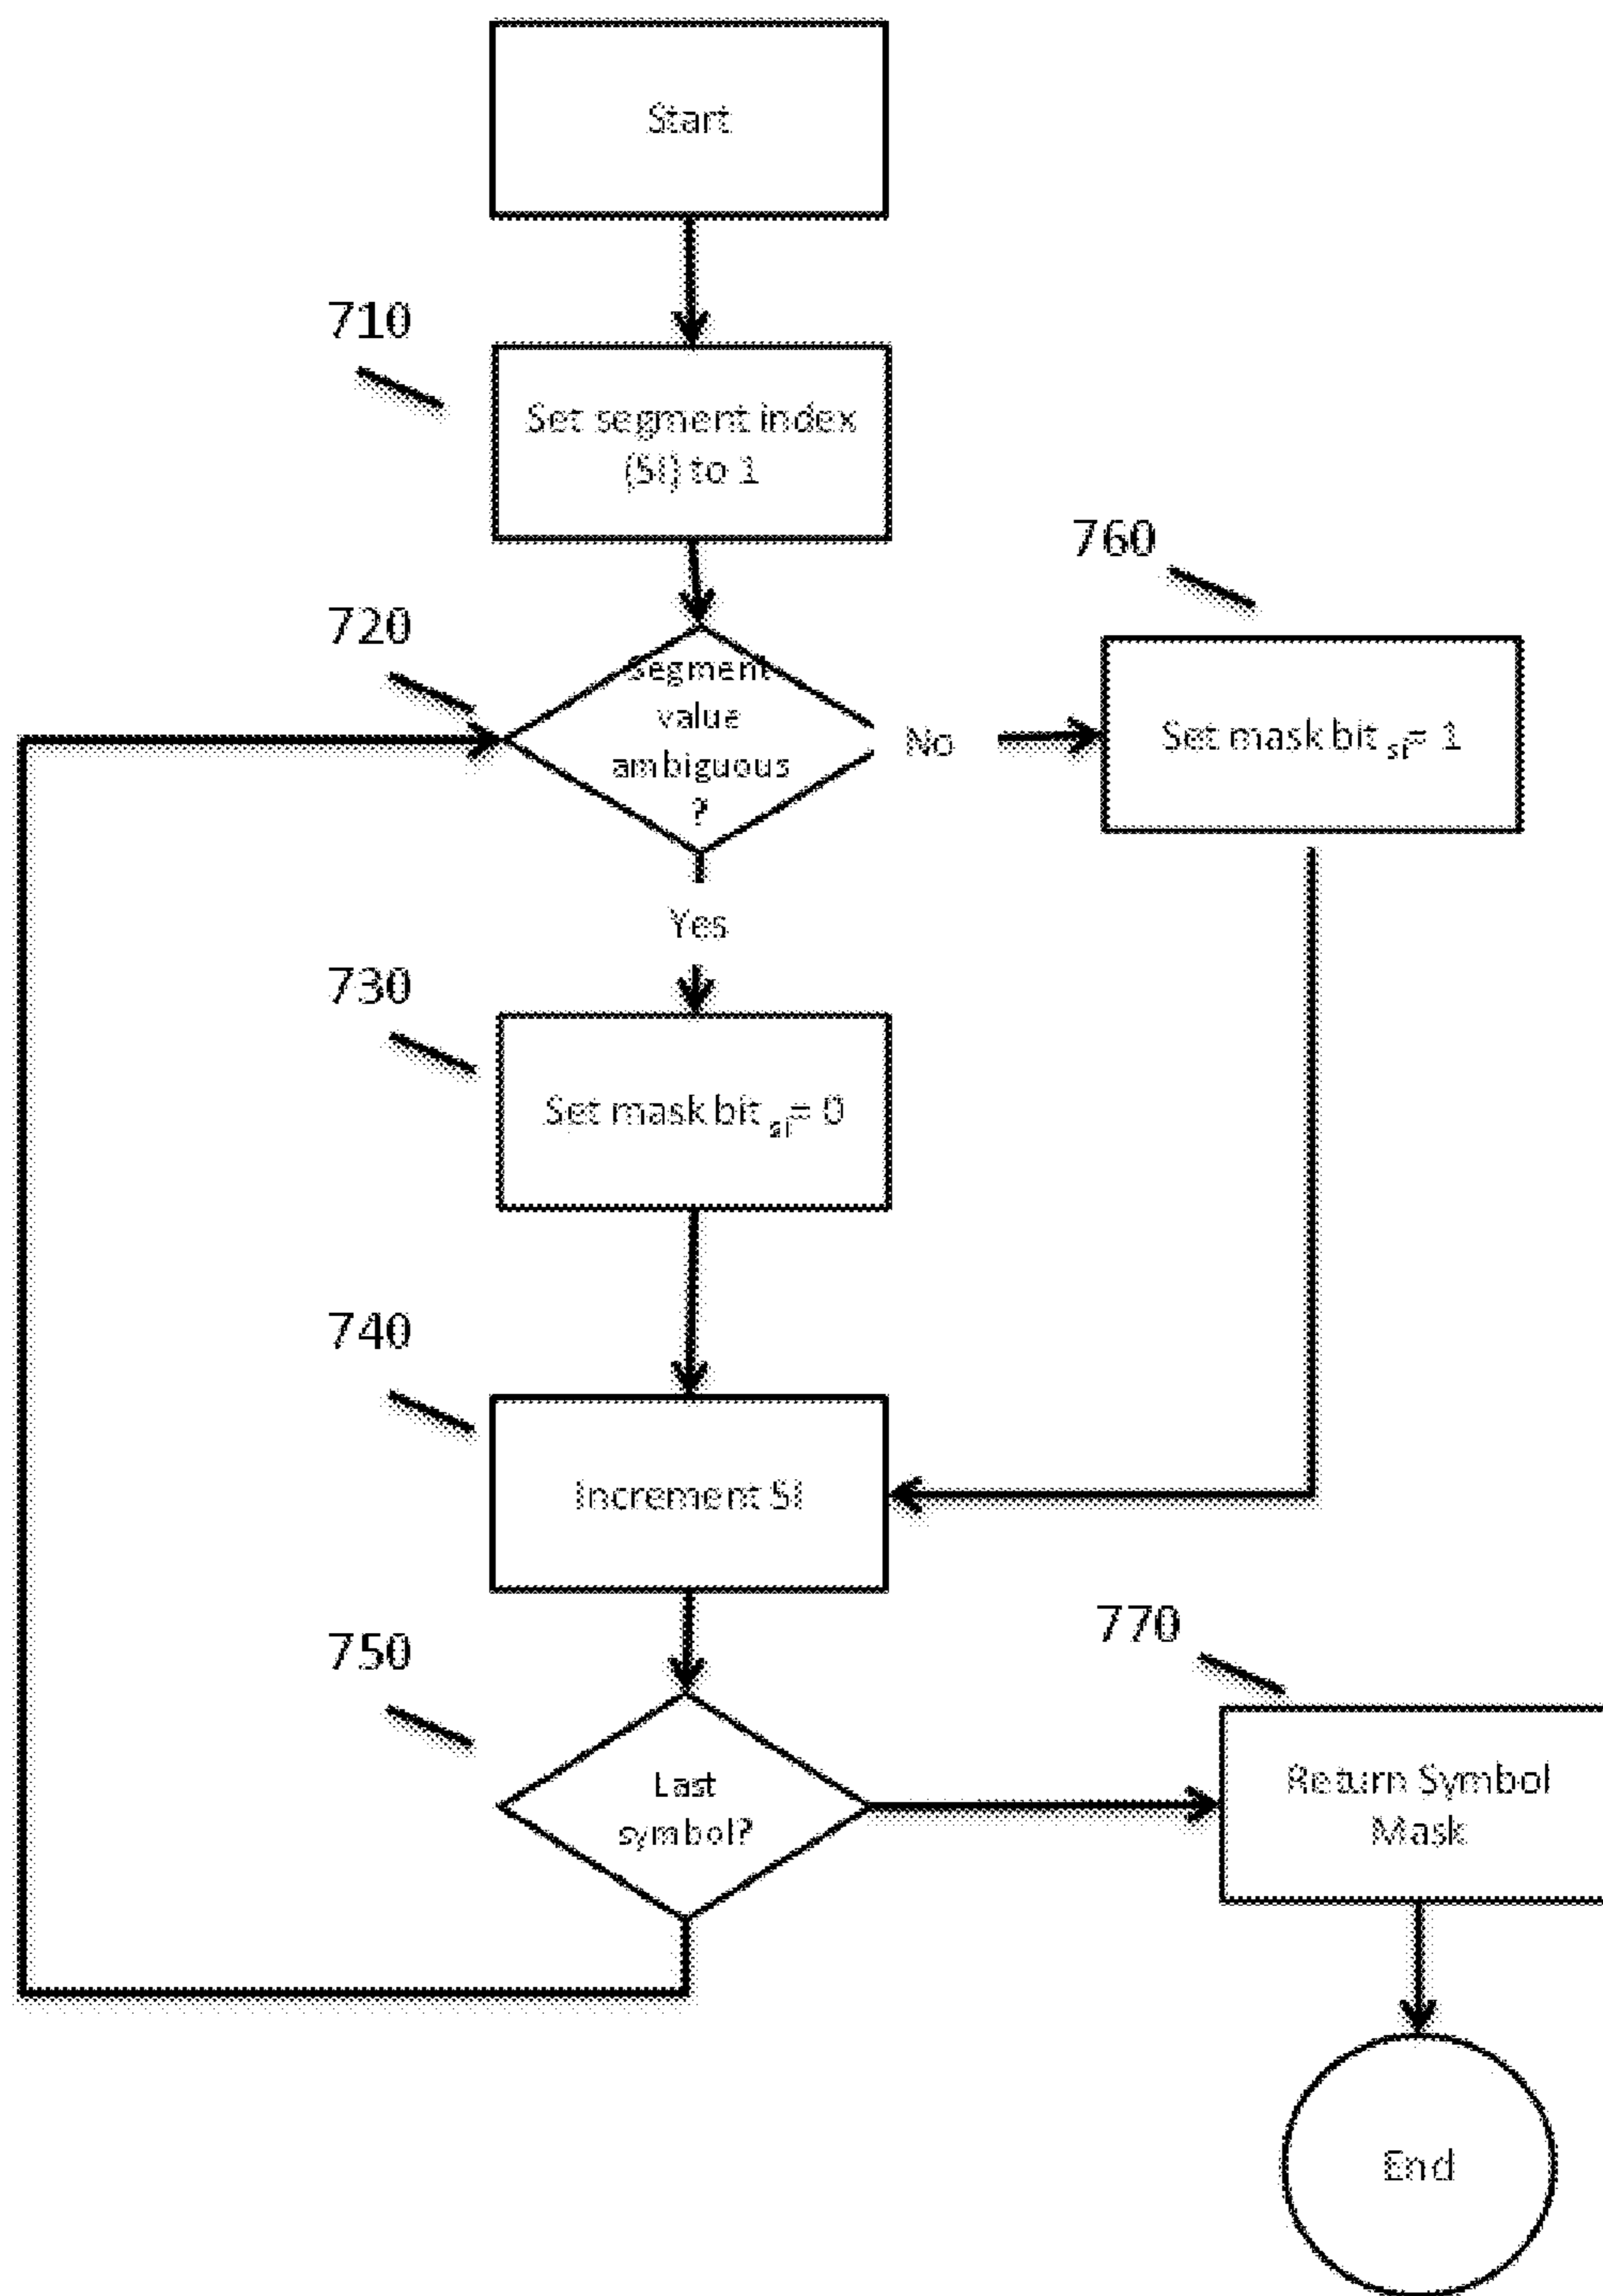 Start
710
Set segment index
(SI) to 1
760
720
Segment
value
ambiguous
?
No
Set mask bit si= 1
Yes
730
Set mask bit si= 0
740
Increment SI
770
750
Last
symbol?
Return Symbol
Mask
End